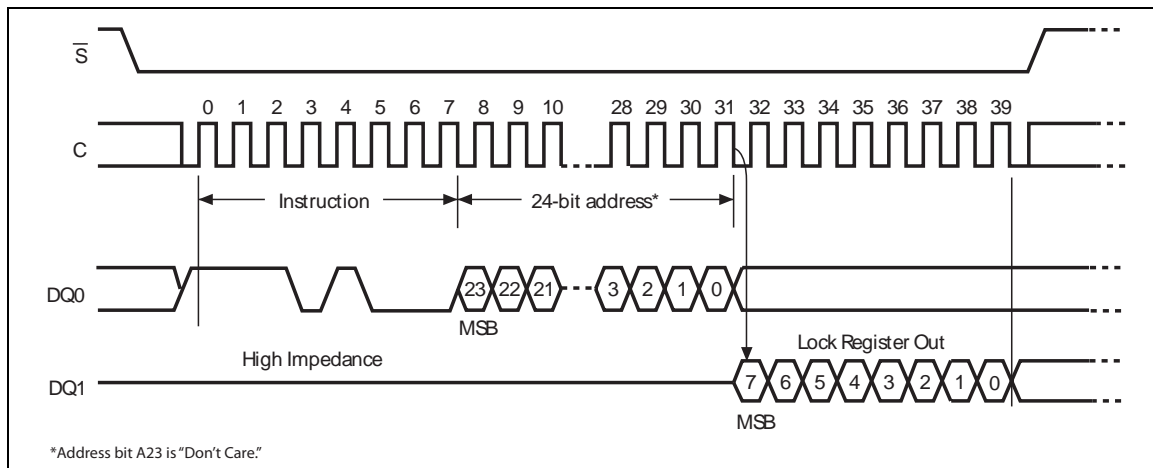 S
0 1 2 3 4 5 6 7 8 9 10 28 29 30 31 32 33 34 35 36 37 38 39
C
Instruction 24-bit address*
DQ0 23 22 21 3 2 1 0
MSB
High Impedance Lock Register Out
DQ1 7 6 5 4 3 2 1 0
MSB
*Address bit A23 is “Don’t Care.”